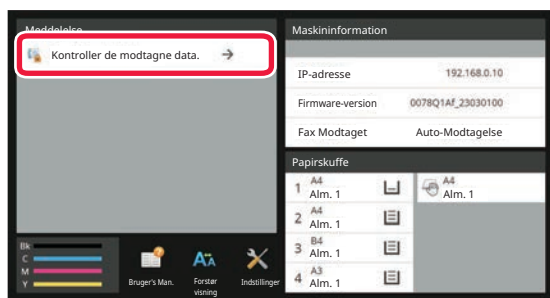 Meddelelse
Kontroller de modtagne data.
Maskininformation
IP-adresse 192.168.0.10
Firmware-version 0078Q1Af_23030100
Fax Modtaget Auto-Modtagelse
Papirskuffe
1 A4
Alm. 1
A4
Alm. 1
2 A4
Alm. 1
3 B4
Alm. 1
4 A3
Alm. 1
Bk
C
M
Y
Bruger's Man.
Forstør
visning
Indstillinger